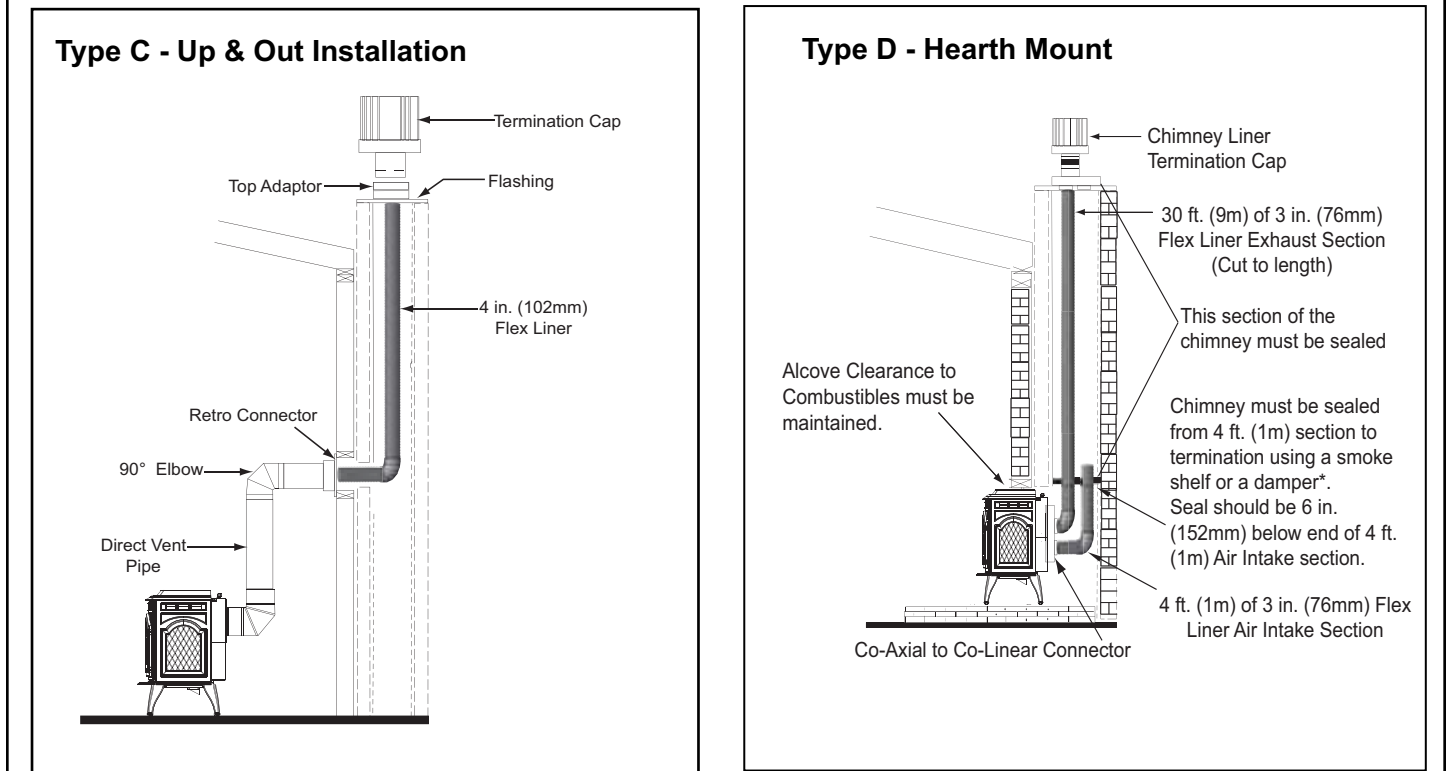 Type C - Up & Out Installation
Termination Cap
Top Adaptor
Flashing
4 in. (102mm)
Flex Liner
Retro Connector
90° Elbow
Direct Vent
Pipe
Type D - Hearth Mount
Chimney Liner
Termination Cap
30 ft. (9m) of 3 in. (76mm)
Flex Liner Exhaust Section
(Cut to length)
This section of the
chimney must be sealed
Alcove Clearance to
Combustibles must be
maintained.
Chimney must be sealed
from 4 ft. (1m) section to
termination using a smoke
shelf or a damper*.
Seal should be 6 in.
(152mm) below end of 4 ft.
(1m) Air Intake section.
4 ft. (1m) of 3 in. (76mm) Flex
Liner Air Intake Section
Co-Axial to Co-Linear Connector